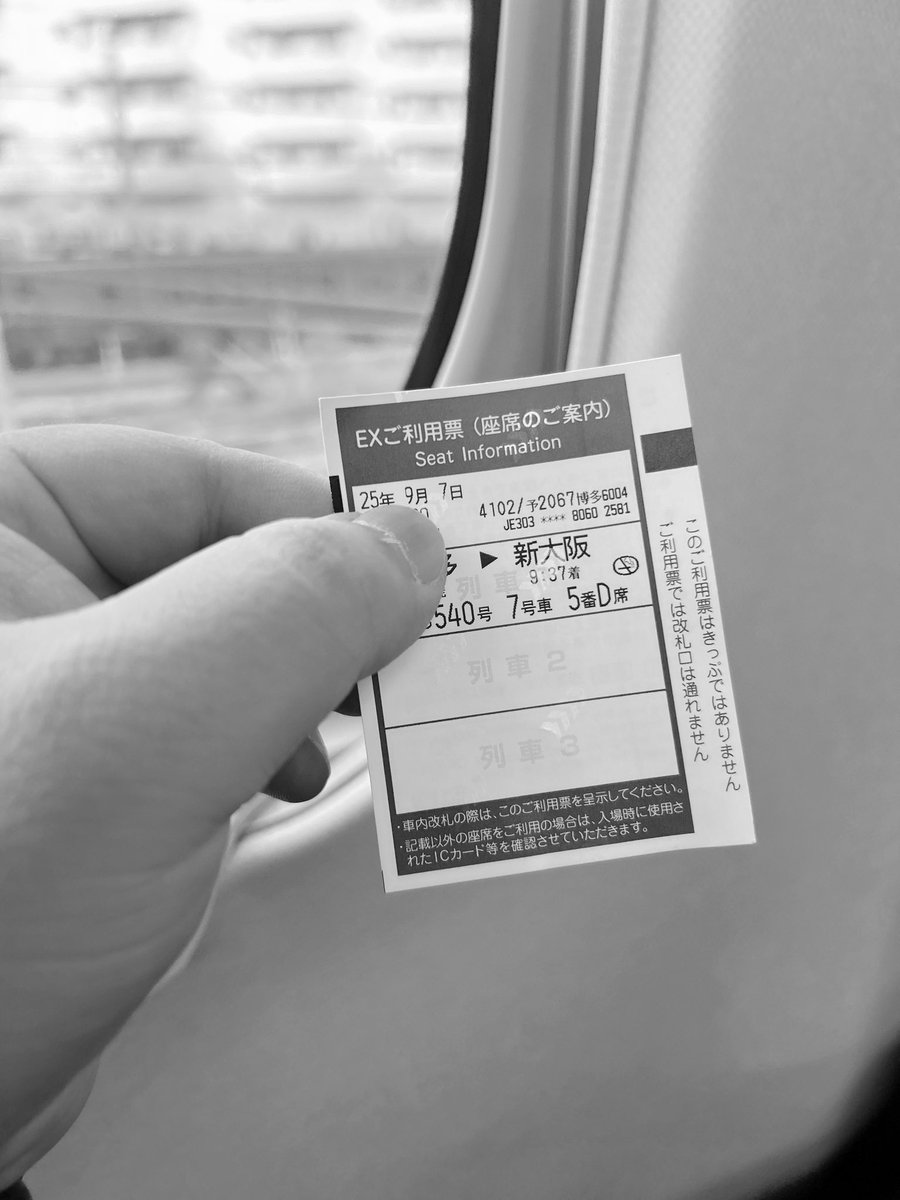 EXご利用票（座席のご案内）
Seat Information
25年 9月 7日
4102/予2067博多6004
JE303 **** 8060 2581
▶ 新大阪
9:37着
列車
540号 7号車 5番D席
列車2
列車3
・車内改札の際は、このご利用票を呈示してください。
・記載以外の座席をご利用の場合は、入場時に使用さ
れたICカード等を確認させていただきます。
このご利用票はきっぷではありません
ご利用票では改札口は通れません